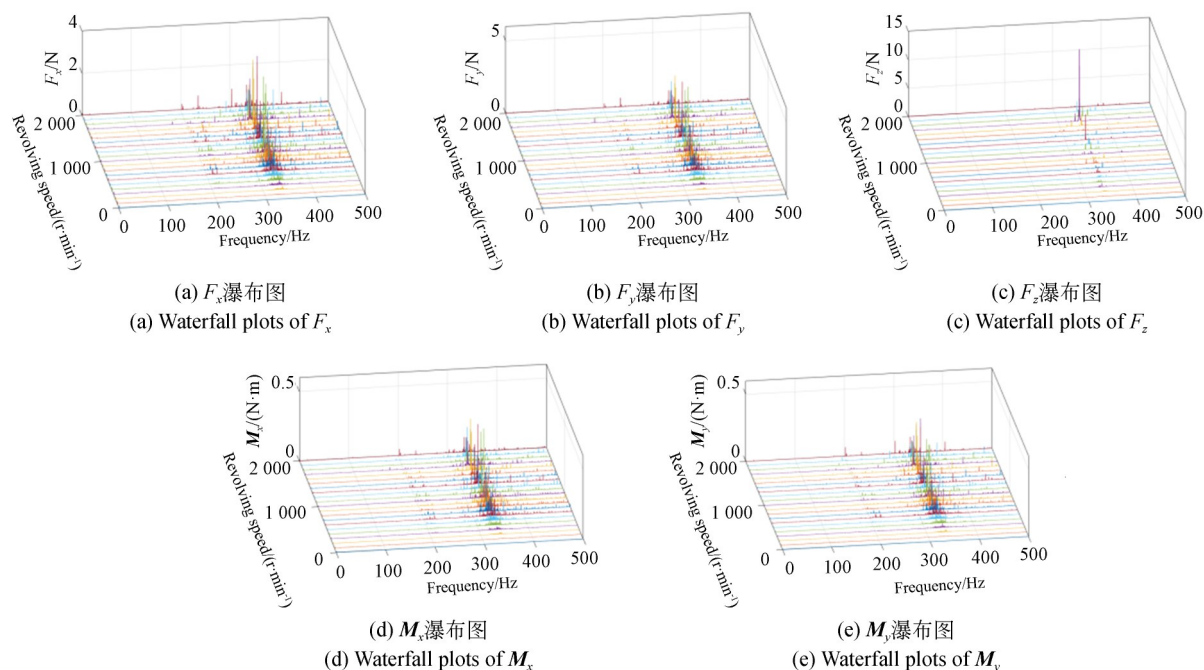 4
2
0
F_x/N
2 000
1 000
0
Revolving speed/(r·min⁻¹)
0 100 200 300 400 500
Frequency/Hz
(a) F_x瀑布图
(a) Waterfall plots of F_x
5
0
F_y/N
2 000
1 000
0
Revolving speed/(r·min⁻¹)
0 100 200 300 400 500
Frequency/Hz
(b) F_y瀑布图
(b) Waterfall plots of F_y
15
10
5
0
F_z/N
2 000
1 000
0
Revolving speed/(r·min⁻¹)
0 100 200 300 400 500
Frequency/Hz
(c) F_z瀑布图
(c) Waterfall plots of F_z
0.5
0
M_x/(N·m)
2 000
1 000
0
Revolving speed/(r·min⁻¹)
0 100 200 300 400 500
Frequency/Hz
(d) M_x瀑布图
(d) Waterfall plots of M_x
0.5
0
M_y/(N·m)
2 000
1 000
0
Revolving speed/(r·min⁻¹)
0 100 200 300 400 500
Frequency/Hz
(e) M_y瀑布图
(e) Waterfall plots of M_y